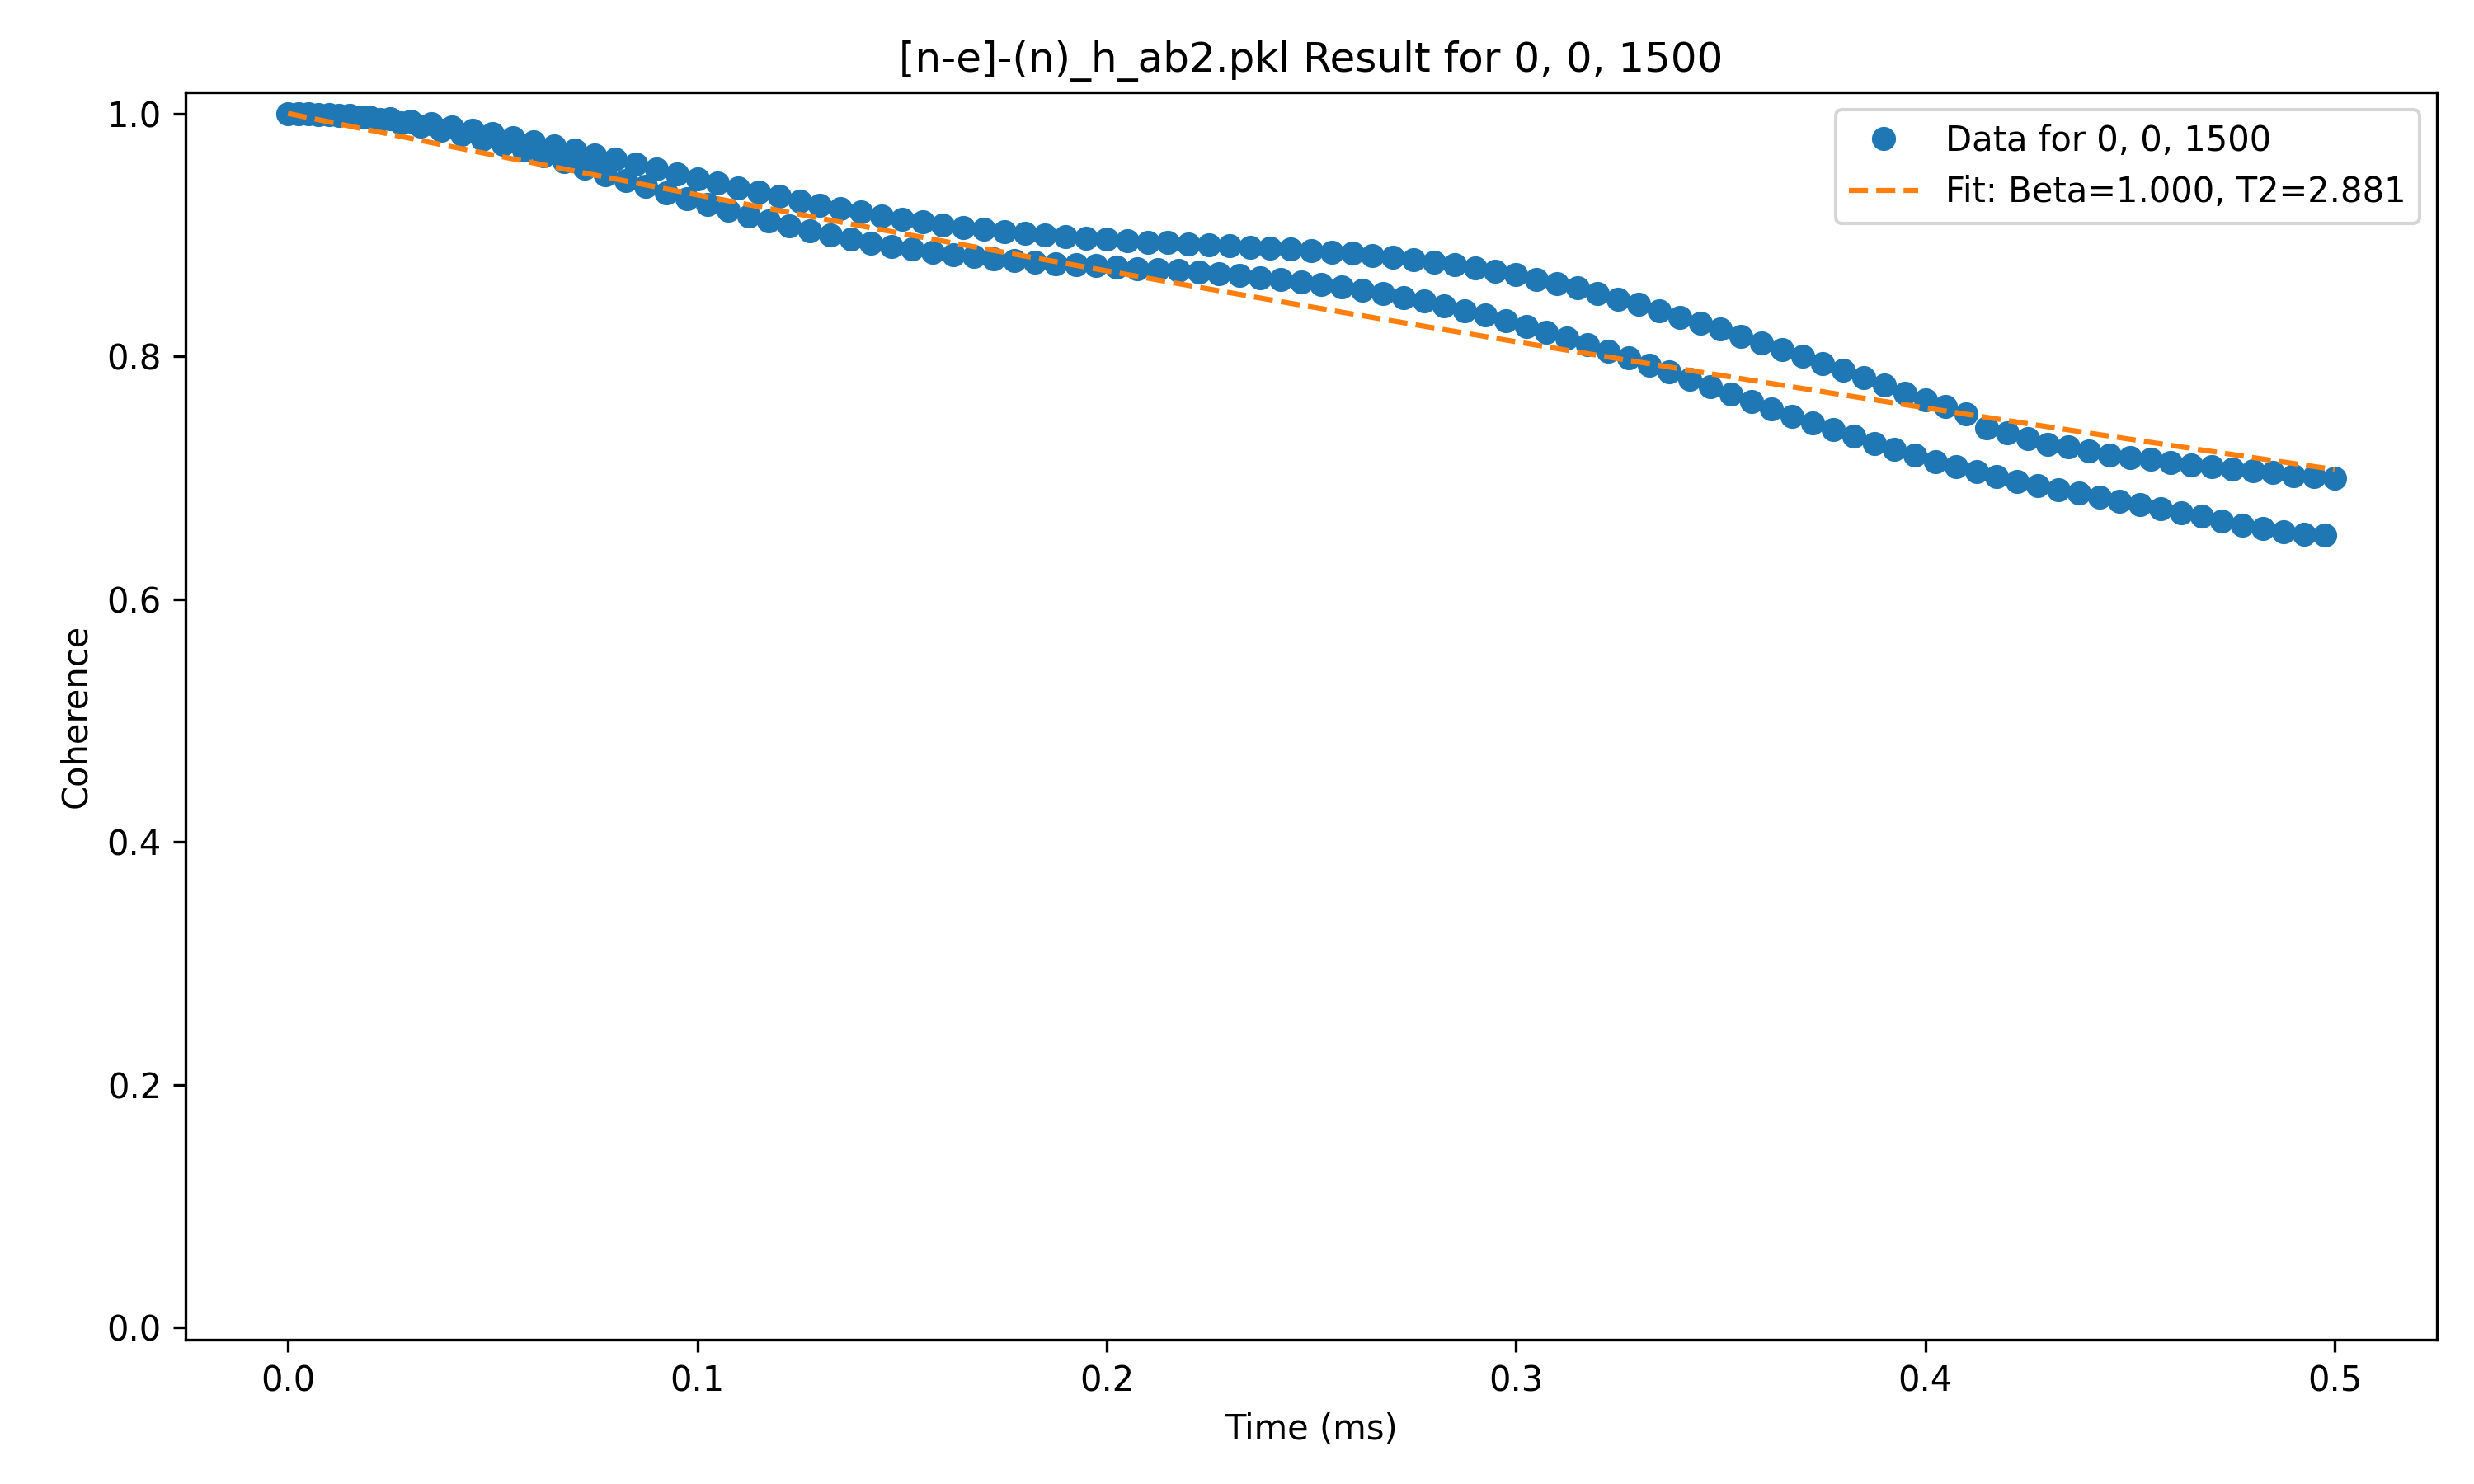 [n-e]-(n)_h_ab2.pkl Result for 0, 0, 1500
Data for 0, 0, 1500
Fit: Beta=1.000, T2=2.881
1.0
0.8
0.6
0.4
0.2
0.0
Coherence
0.0 0.1 0.2 0.3 0.4 0.5
Time (ms)